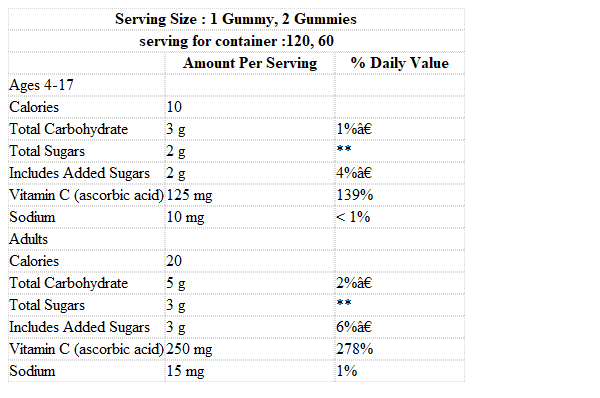 Serving Size : 1 Gummy, 2 Gummies
serving for container :120, 60
Amount Per Serving % Daily Value
Ages 4-17
Calories 10
Total Carbohydrate 3 g 1%â€
Total Sugars 2 g **
Includes Added Sugars 2 g 4%â€
Vitamin C (ascorbic acid) 125 mg 139%
Sodium 10 mg < 1%
Adults
Calories 20
Total Carbohydrate 5 g 2%â€
Total Sugars 3 g **
Includes Added Sugars 3 g 6%â€
Vitamin C (ascorbic acid) 250 mg 278%
Sodium 15 mg 1%